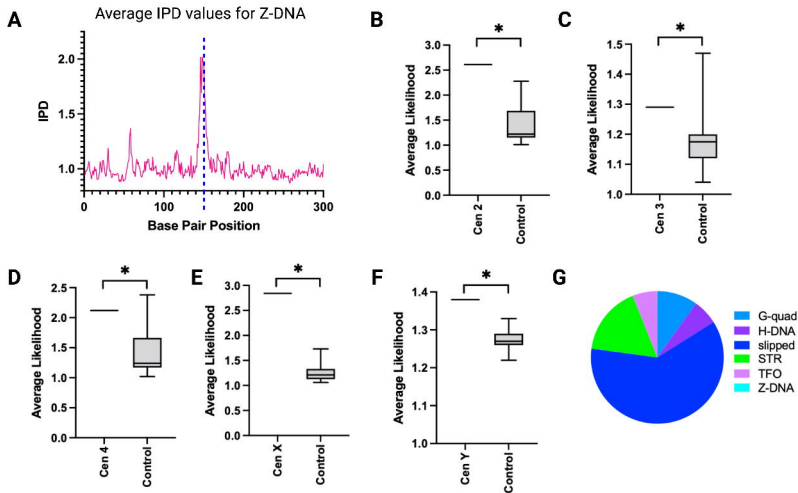 A
Average IPD values for Z-DNA
IPD
2.0
1.5
1.0
0 100 200 300
Base Pair Position
B
Average Likelihood
3.0
2.5
2.0
1.5
1.0
0.5
0.0
*
Cen 2
Control
C
Average Likelihood
1.5
1.4
1.3
1.2
1.1
1.0
*
Cen 3
Control
D
Average Likelihood
2.5
2.0
1.5
1.0
0.5
0.0
*
Cen 4
Control
E
Average Likelihood
3.0
2.5
2.0
1.5
1.0
0.5
0.0
*
Cen X
Control
F
Average Likelihood
1.4
1.3
1.2
1.1
1.0
*
Cen Y
Control
G
G-quad
H-DNA
slipped
STR
TFO
Z-DNA